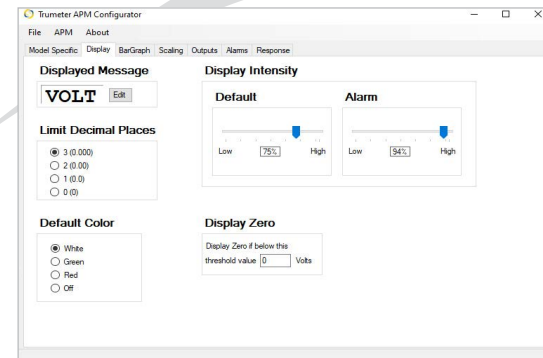 Trumeter APM Configurator
File APM About
Model Specific Display BarGraph Scaling Outputs Alarms Response
Displayed Message
VOLT Edit
Limit Decimal Places
3 (0.000)
2 (0.00)
1 (0.0)
0 (0)
Default Color
White
Green
Red
Off
Display Intensity
Default
Low 75% High
Alarm
Low 94% High
Display Zero
Display Zero if below this
threshold value 0 Volts